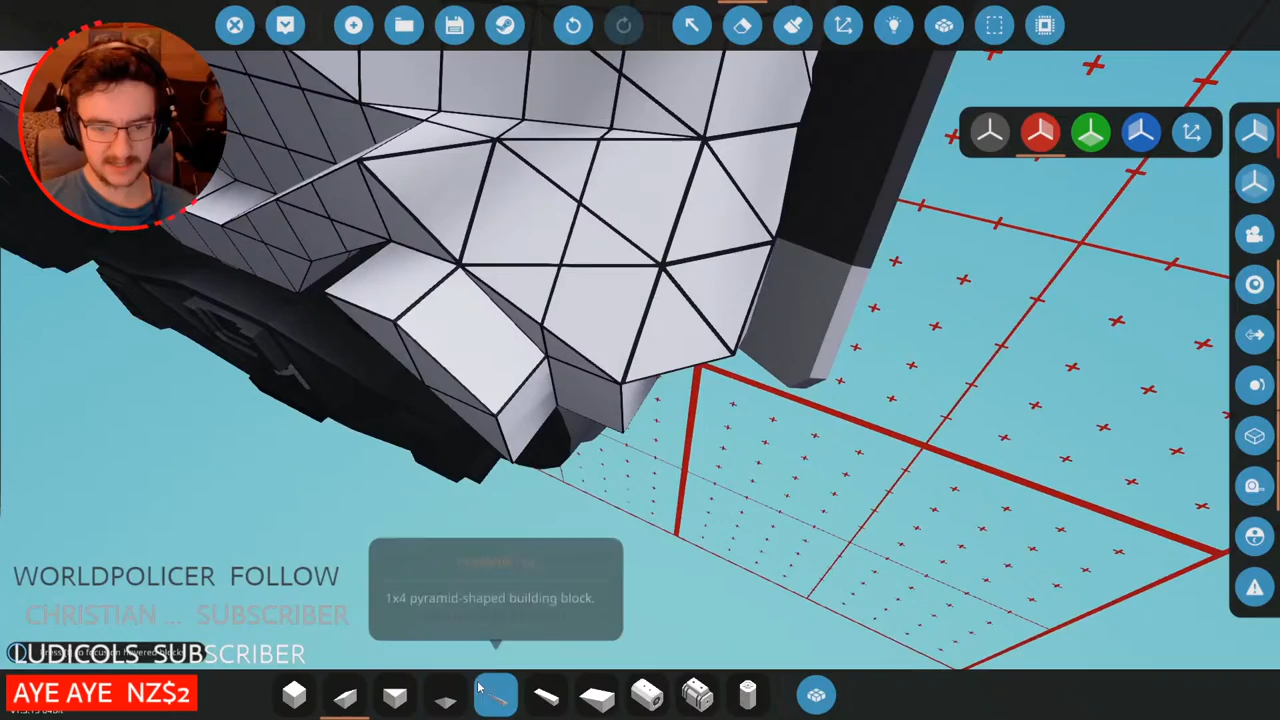 1x4 pyramid-shaped building block.
WORLDPOLICER FOLLOW
CHRISTIAN ... SUBSCRIBER
LUDICOLS SUBSCRIBER
AYE AYE NZ$2